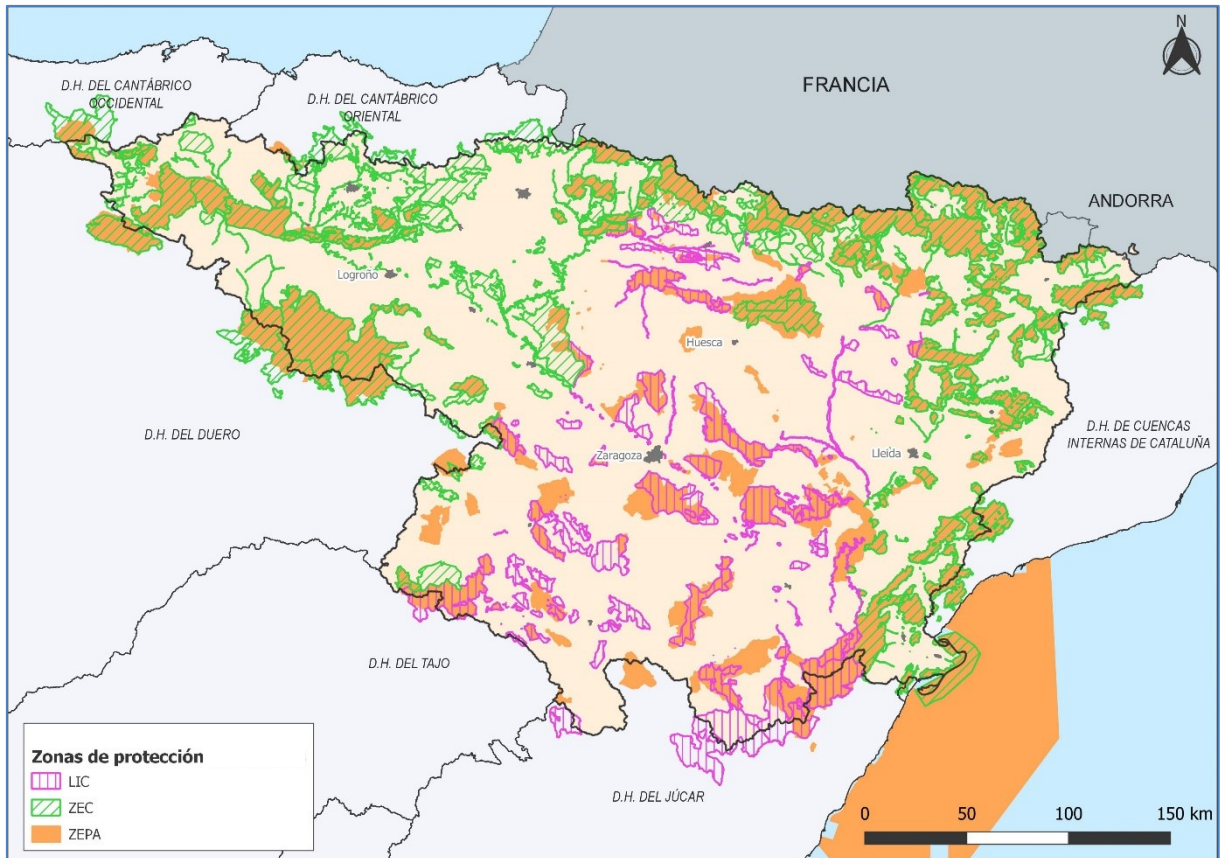 N
D.H. DEL CANTÁBRICO
OCCIDENTAL
D.H. DEL CANTÁBRICO
ORIENTAL
FRANCIA
ANDORRA
Logroño
Huesca
D.H. DEL DUERO
Zaragoza
Lleida
D.H. DE CUENCAS
INTERNAS DE CATALUÑA
D.H. DEL TAJO
D.H. DEL JÚCAR
Zonas de protección
LIC
ZEC
ZEPA
0 50 100 150 km